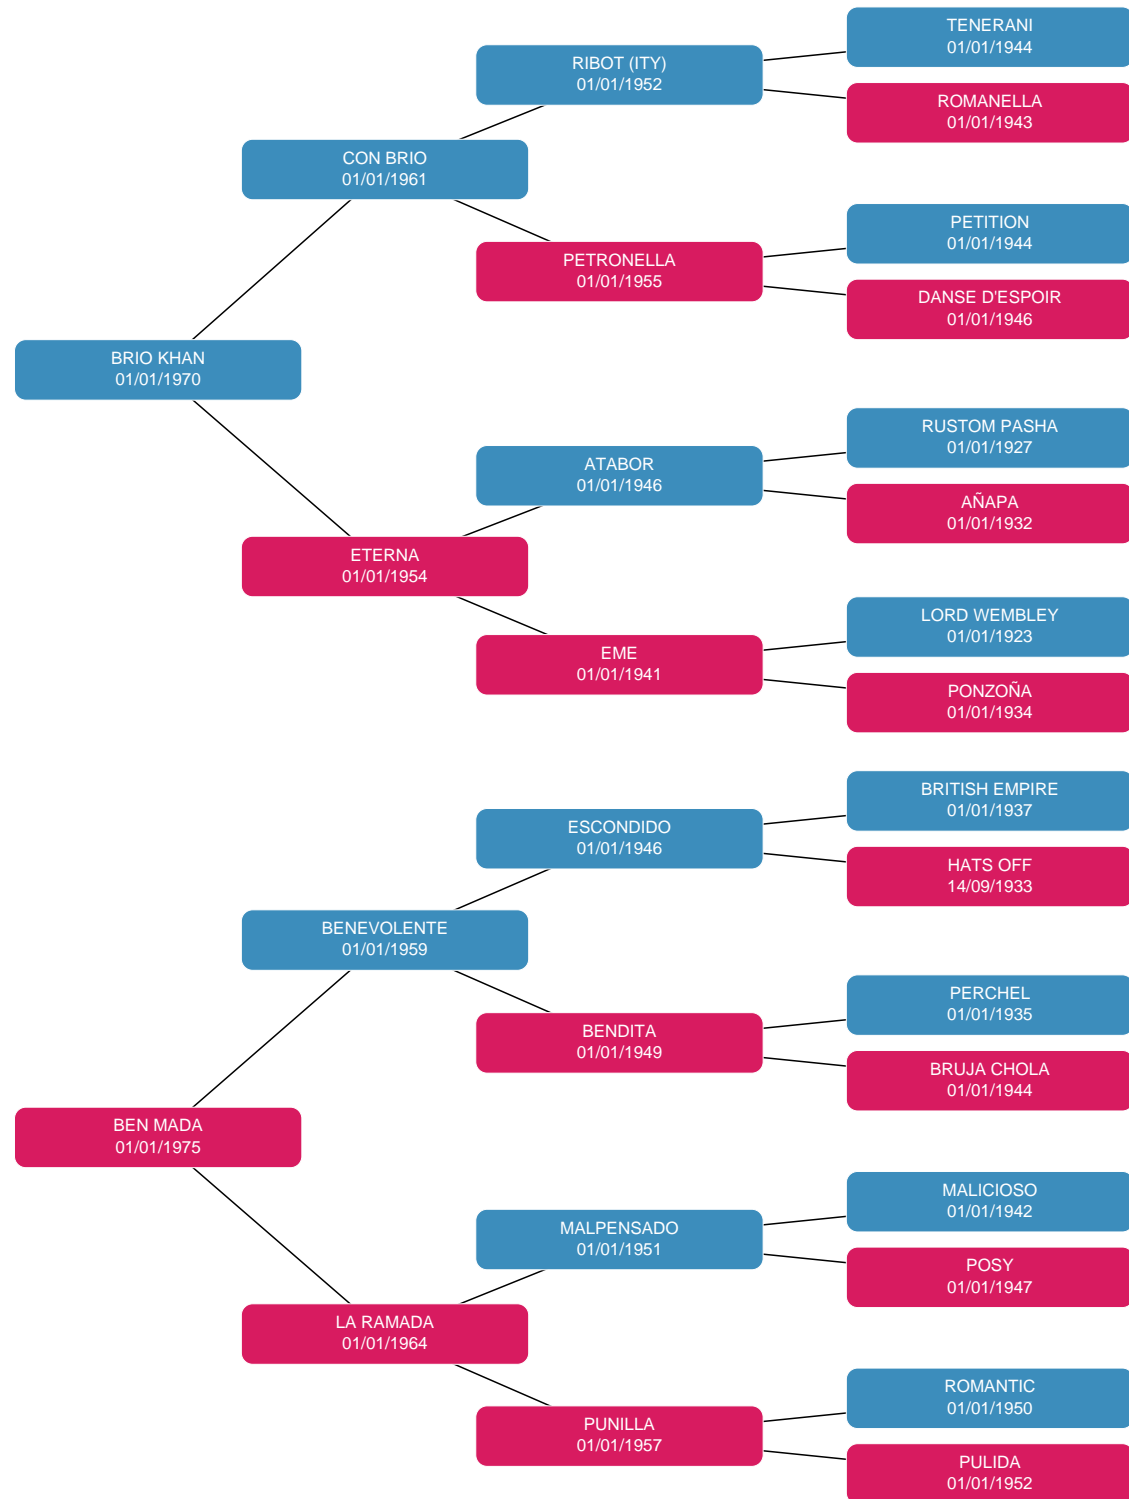 TENERANI
01/01/1944
RIBOT (ITY)
01/01/1952
ROMANELLA
01/01/1943
CON BRIO
01/01/1961
PETITION
01/01/1944
PETRONELLA
01/01/1955
DANSE D'ESPOIR
01/01/1946
BRIO KHAN
01/01/1970
RUSTOM PASHA
01/01/1927
ATABOR
01/01/1946
AÑAPA
01/01/1932
ETERNA
01/01/1954
LORD WEMBLEY
01/01/1923
EME
01/01/1941
PONZOÑA
01/01/1934
BRITISH EMPIRE
01/01/1937
ESCONDIDO
01/01/1946
HATS OFF
14/09/1933
BENEVOLENTE
01/01/1959
PERCHEL
01/01/1935
BENDITA
01/01/1949
BRUJA CHOLA
01/01/1944
BEN MADA
01/01/1975
MALICIOSO
01/01/1942
MALPENSADO
01/01/1951
POSY
01/01/1947
LA RAMADA
01/01/1964
ROMANTIC
01/01/1950
PUNILLA
01/01/1957
PULIDA
01/01/1952